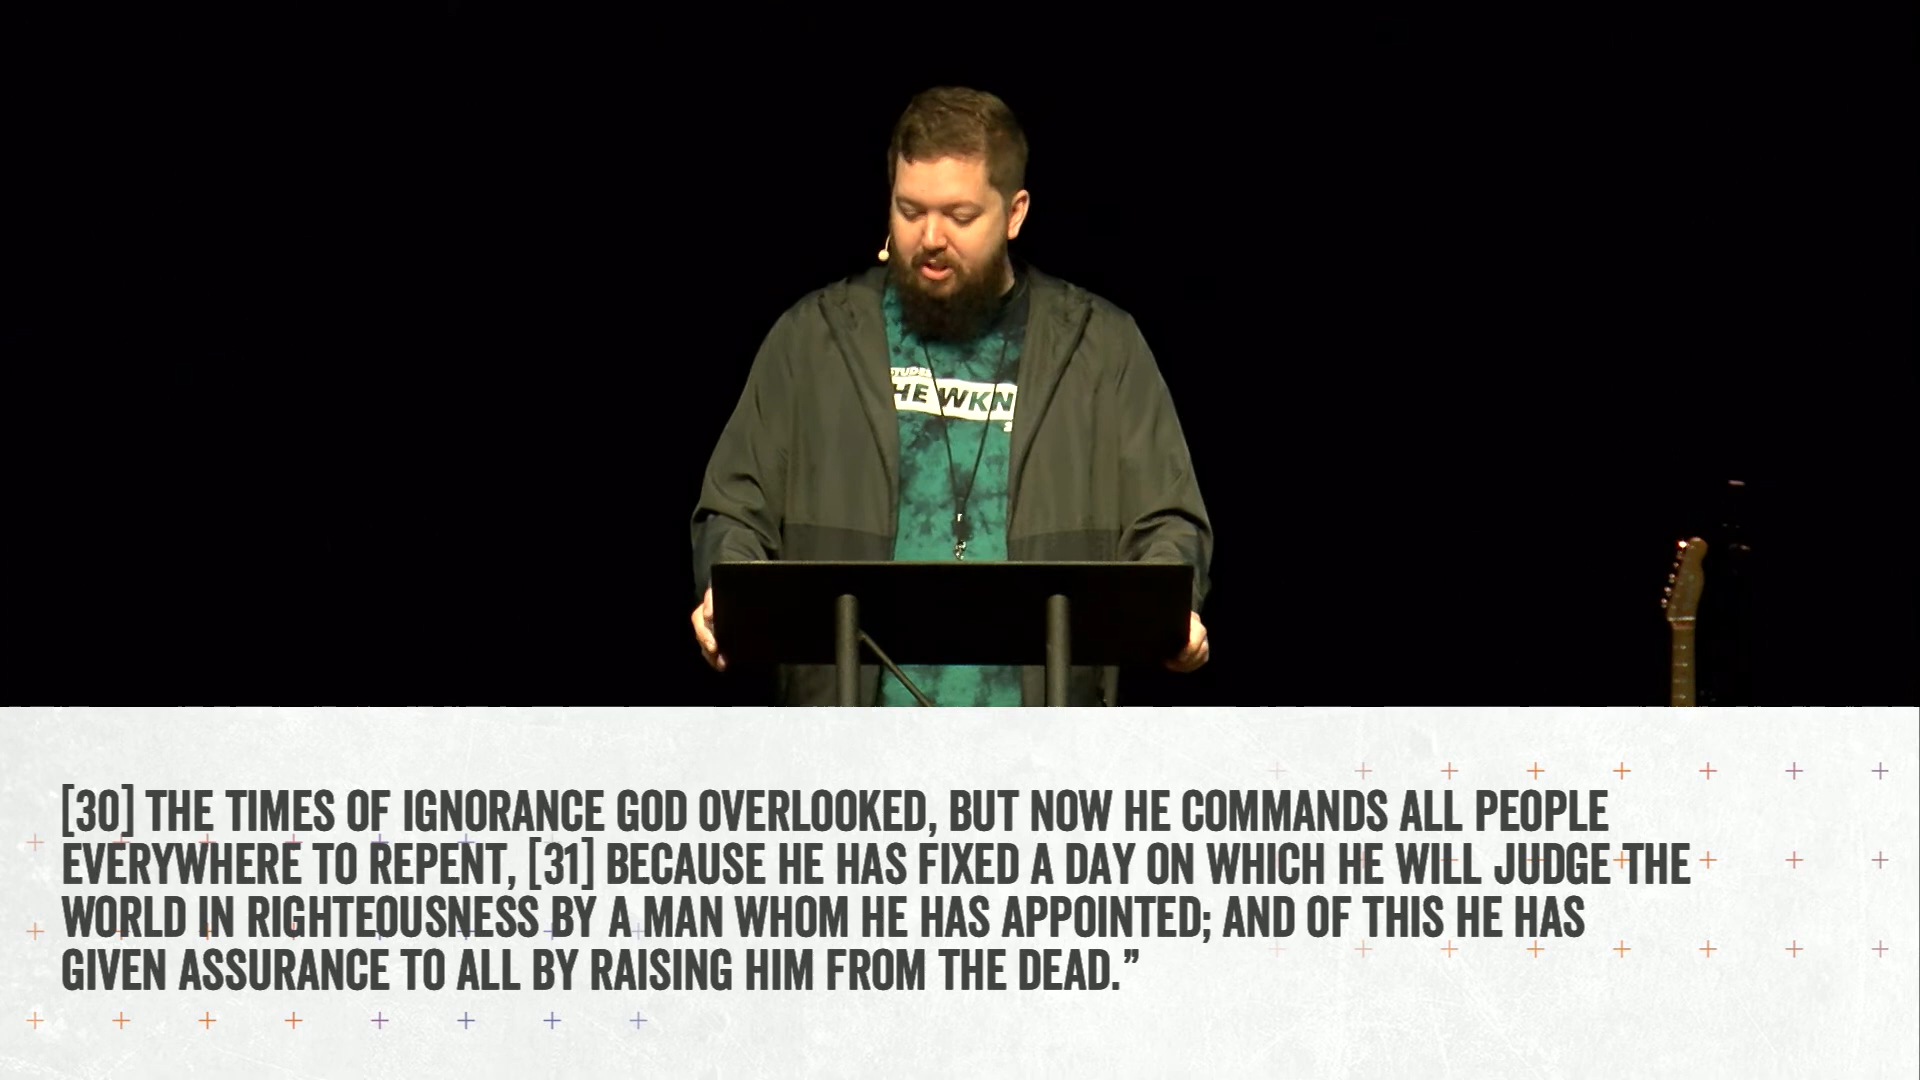 HE WKN
[30] THE TIMES OF IGNORANCE GOD OVERLOOKED, BUT NOW HE COMMANDS ALL PEOPLE
EVERYWHERE TO REPENT, [31] BECAUSE HE HAS FIXED A DAY ON WHICH HE WILL JUDGE THE
WORLD IN RIGHTEOUSNESS BY A MAN WHOM HE HAS APPOINTED; AND OF THIS HE HAS
GIVEN ASSURANCE TO ALL BY RAISING HIM FROM THE DEAD.”